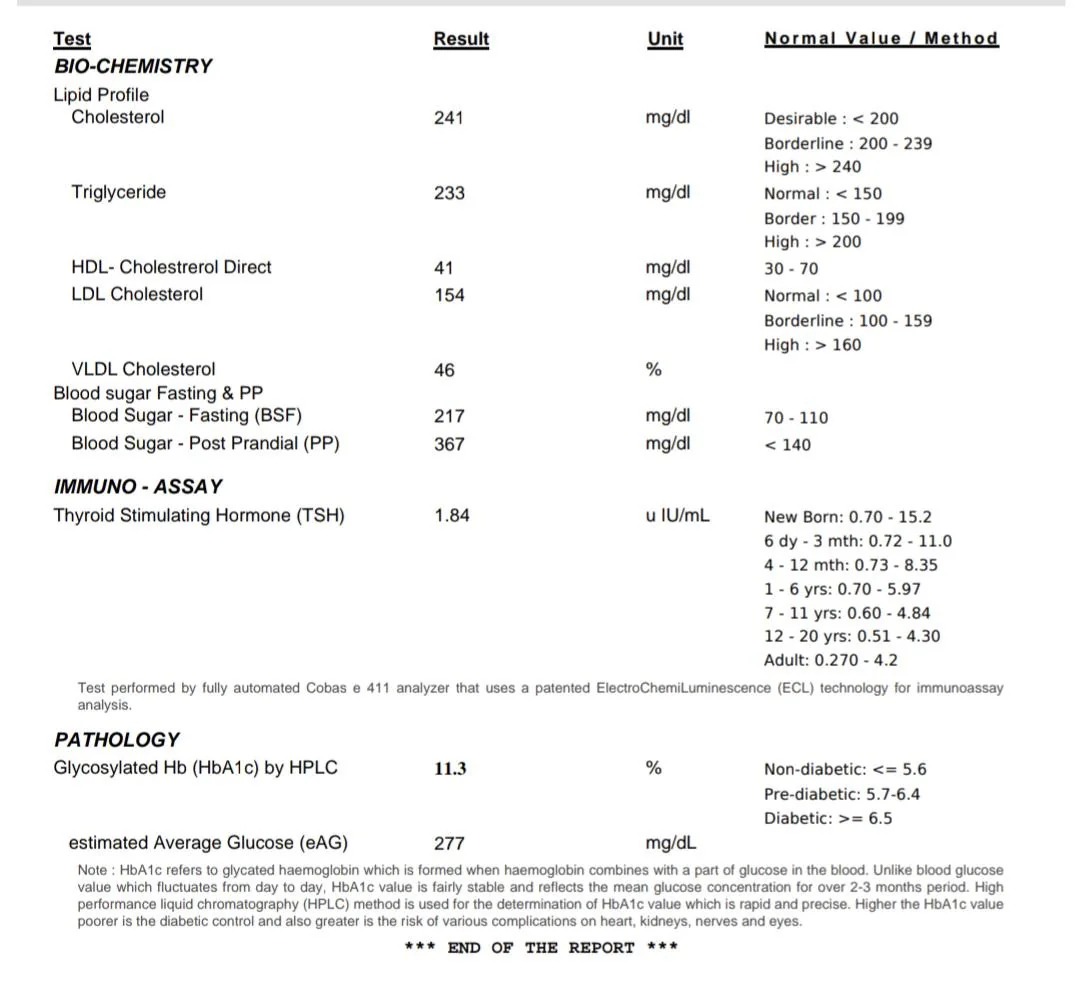 Test Result Unit Normal Value / Method
BIO-CHEMISTRY
Lipid Profile
Cholesterol 241 mg/dl Desirable : < 200
Borderline : 200 - 239
High : > 240
Triglyceride 233 mg/dl Normal : < 150
Border : 150 - 199
High : > 200
HDL- Cholestrerol Direct 41 mg/dl 30 - 70
LDL Cholesterol 154 mg/dl Normal : < 100
Borderline : 100 - 159
High : > 160
VLDL Cholesterol 46 %
Blood sugar Fasting & PP
Blood Sugar - Fasting (BSF) 217 mg/dl 70 - 110
Blood Sugar - Post Prandial (PP) 367 mg/dl < 140
IMMUNO - ASSAY
Thyroid Stimulating Hormone (TSH) 1.84 u IU/mL New Born: 0.70 - 15.2
6 dy - 3 mth: 0.72 - 11.0
4 - 12 mth: 0.73 - 8.35
1 - 6 yrs: 0.70 - 5.97
7 - 11 yrs: 0.60 - 4.84
12 - 20 yrs: 0.51 - 4.30
Adult: 0.270 - 4.2
Test performed by fully automated Cobas e 411 analyzer that uses a patented ElectroChemiLuminescence (ECL) technology for immunoassay
analysis.
PATHOLOGY
Glycosylated Hb (HbA1c) by HPLC 11.3 % Non-diabetic: <= 5.6
Pre-diabetic: 5.7-6.4
Diabetic: >= 6.5
estimated Average Glucose (eAG) 277 mg/dL
Note : HbA1c refers to glycated haemoglobin which is formed when haemoglobin combines with a part of glucose in the blood. Unlike blood glucose
value which fluctuates from day to day, HbA1c value is fairly stable and reflects the mean glucose concentration for over 2-3 months period. High
performance liquid chromatography (HPLC) method is used for the determination of HbA1c value which is rapid and precise. Higher the HbA1c value
poorer is the diabetic control and also greater is the risk of various complications on heart, kidneys, nerves and eyes.
*** END OF THE REPORT ***